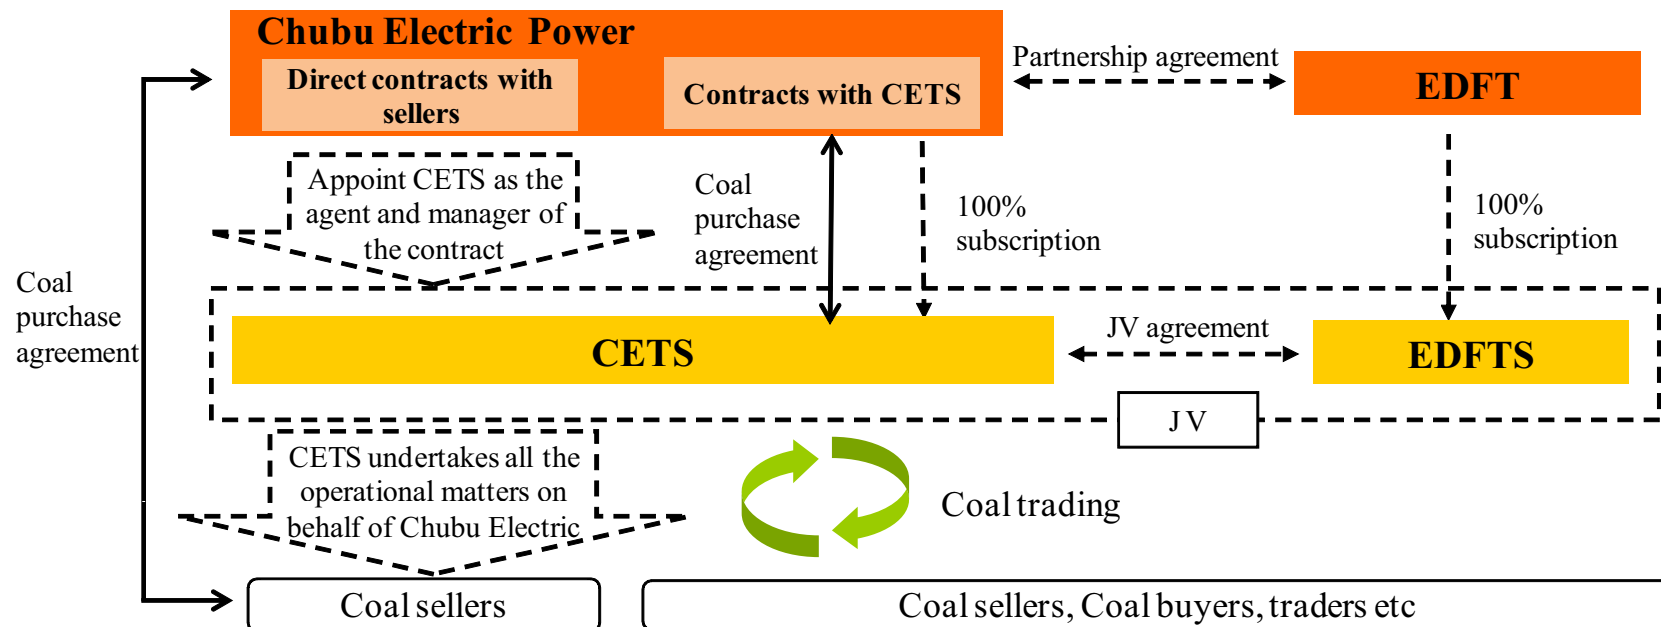 Chubu Electric Power
Direct contracts with
sellers
Contracts with CETS
Partnership agreement
EDFT
Appoint CETS as the
agent and manager of
the contract
Coal
purchase
agreement
100%
subscription
100%
subscription
Coal
purchase
agreement
CETS
JV agreement
EDFTS
JV
CETS undertakes all the
operational matters on
behalf of Chubu Electric
Coal trading
Coal sellers
Coal sellers, Coal buyers, traders etc